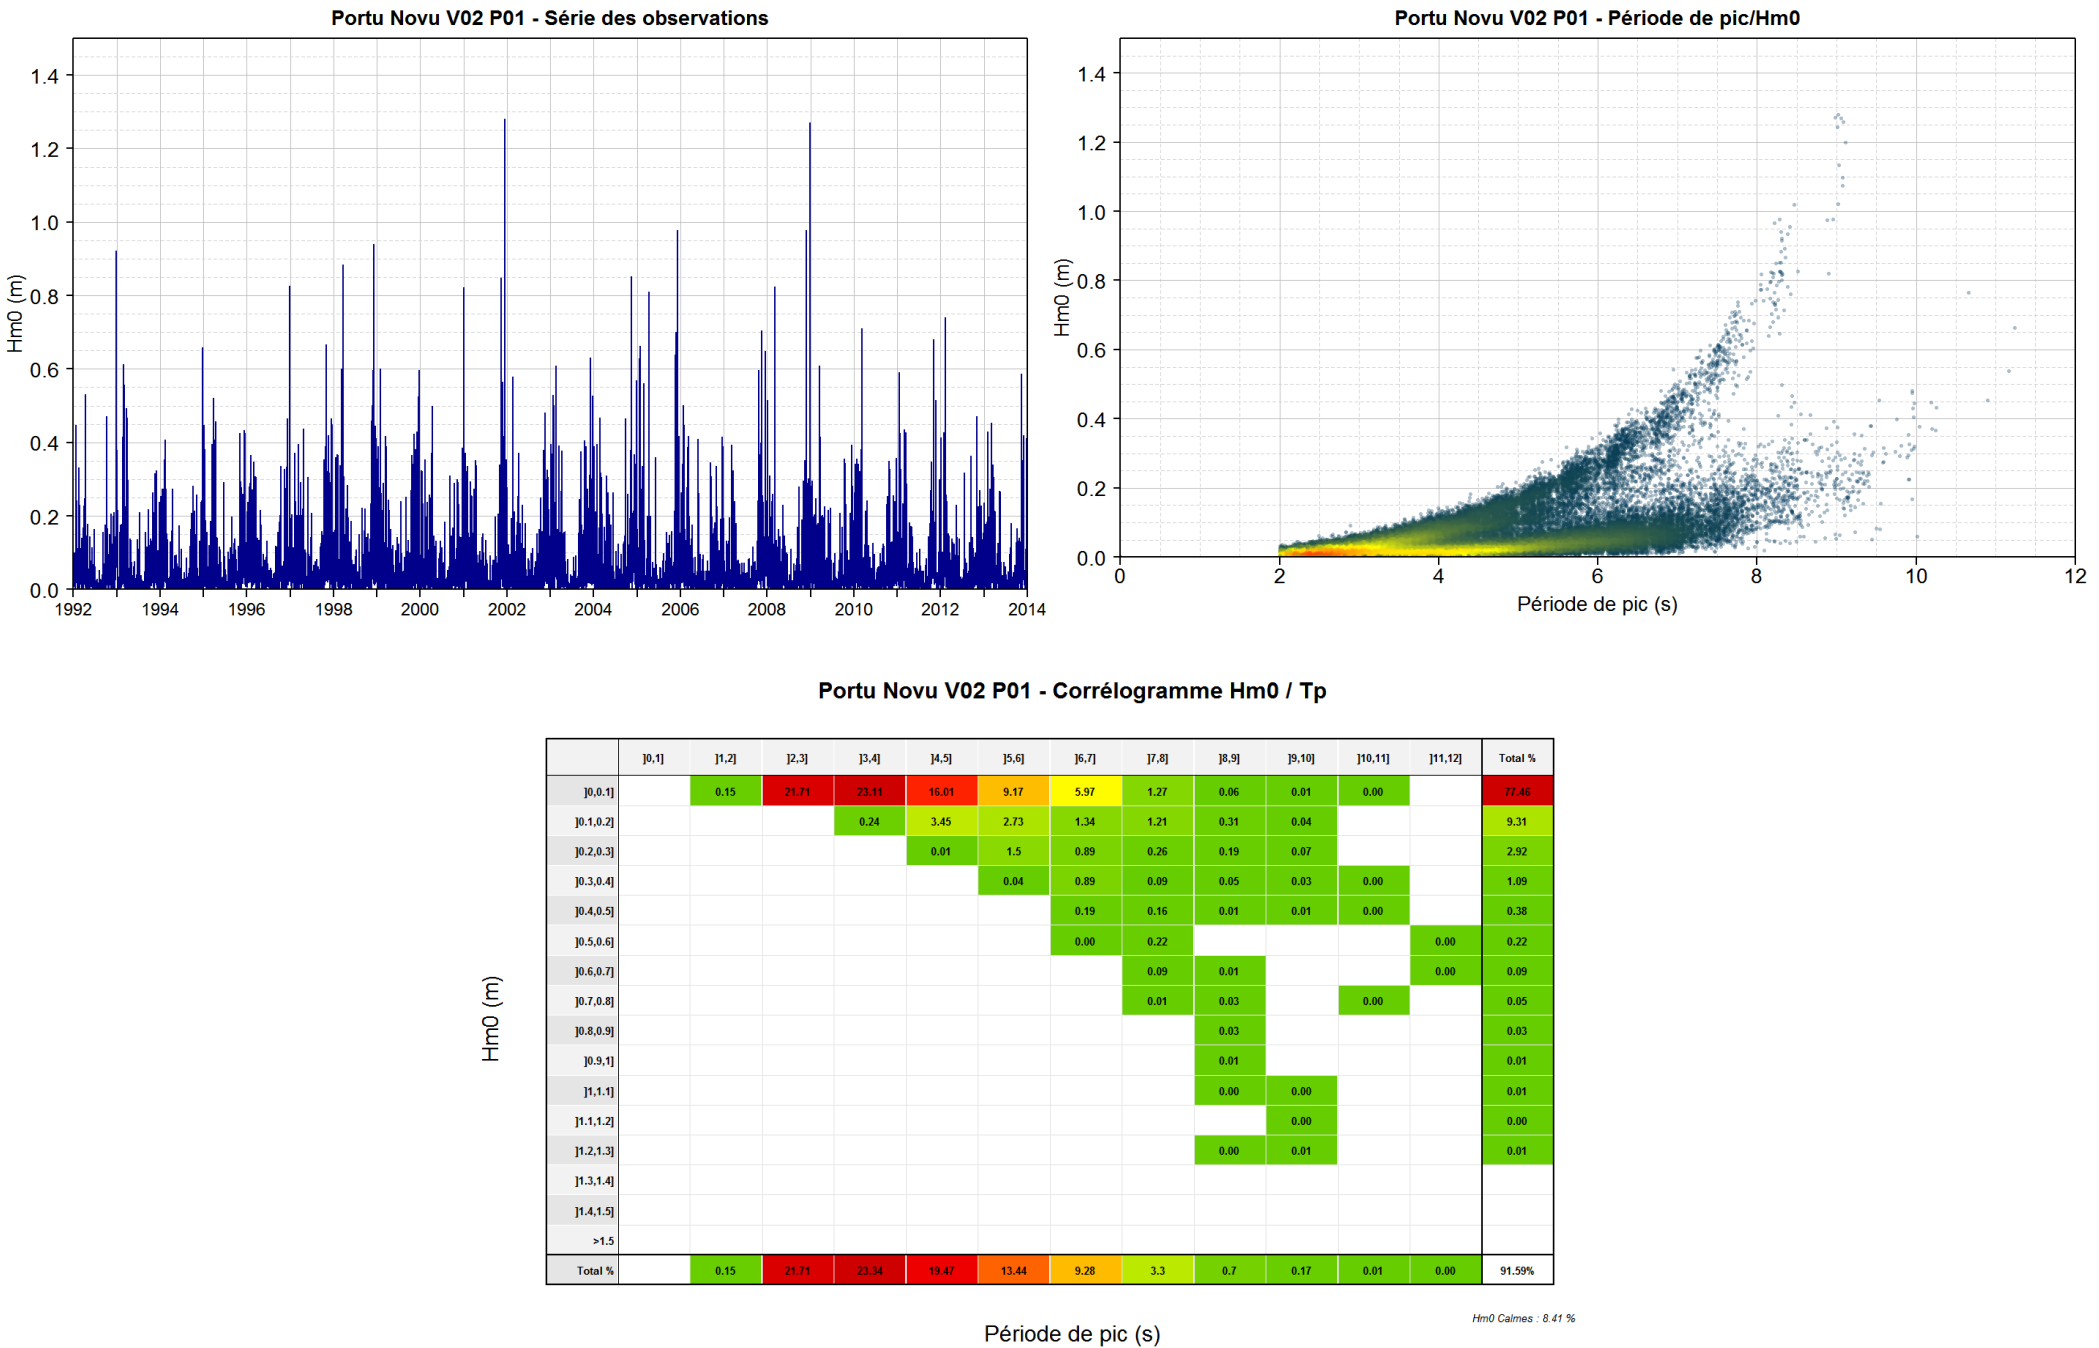 Portu Novu V02 P01 - Série des observations
Hm0 (m)
1.4
1.2
1.0
0.8
0.6
0.4
0.2
0.0
1992 1994 1996 1998 2000 2002 2004 2006 2008 2010 2012 2014
Portu Novu V02 P01 - Période de pic/Hm0
Hm0 (m)
1.4
1.2
1.0
0.8
0.6
0.4
0.2
0.0
0 2 4 6 8 10 12
Période de pic (s)
Portu Novu V02 P01 - Corrélogramme Hm0 / Tp
Hm0 (m)
]0,1] ]1,2] ]2,3] ]3,4] ]4,5] ]5,6] ]6,7] ]7,8] ]8,9] ]9,10] ]10,11] ]11,12] Total %
]0,0.1] 0.15 21.71 23.11 16.01 9.17 5.97 1.27 0.06 0.01 0.00 77.46
]0.1,0.2] 0.24 3.45 2.73 1.34 1.21 0.31 0.04 9.31
]0.2,0.3] 0.01 1.5 0.89 0.26 0.19 0.07 2.92
]0.3,0.4] 0.04 0.89 0.09 0.05 0.03 0.00 1.09
]0.4,0.5] 0.19 0.16 0.01 0.01 0.00 0.38
]0.5,0.6] 0.00 0.22 0.00 0.22
]0.6,0.7] 0.09 0.01 0.00 0.09
]0.7,0.8] 0.01 0.03 0.00 0.05
]0.8,0.9] 0.03 0.03
]0.9,1] 0.01 0.01
]1,1.1] 0.00 0.00 0.01
]1.1,1.2] 0.00 0.00
]1.2,1.3] 0.00 0.01 0.01
]1.3,1.4]
]1.4,1.5]
>1.5
Total % 0.15 21.71 23.34 19.47 13.44 9.28 3.3 0.7 0.17 0.01 0.00 91.59%
Hm0 Calmes : 8.41 %
Période de pic (s)